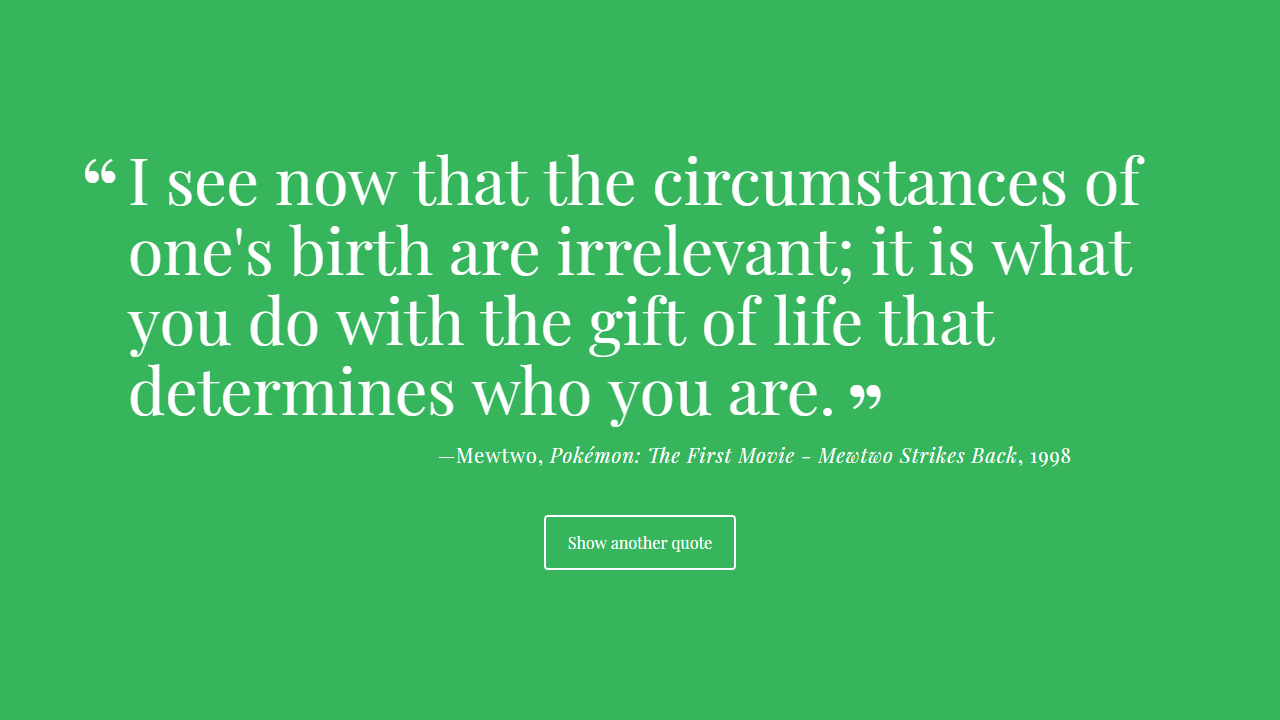 “ I see now that the circumstances of
one's birth are irrelevant; it is what
you do with the gift of life that
determines who you are. ”
—Mewtwo, Pokémon: The First Movie - Mewtwo Strikes Back, 1998
Show another quote